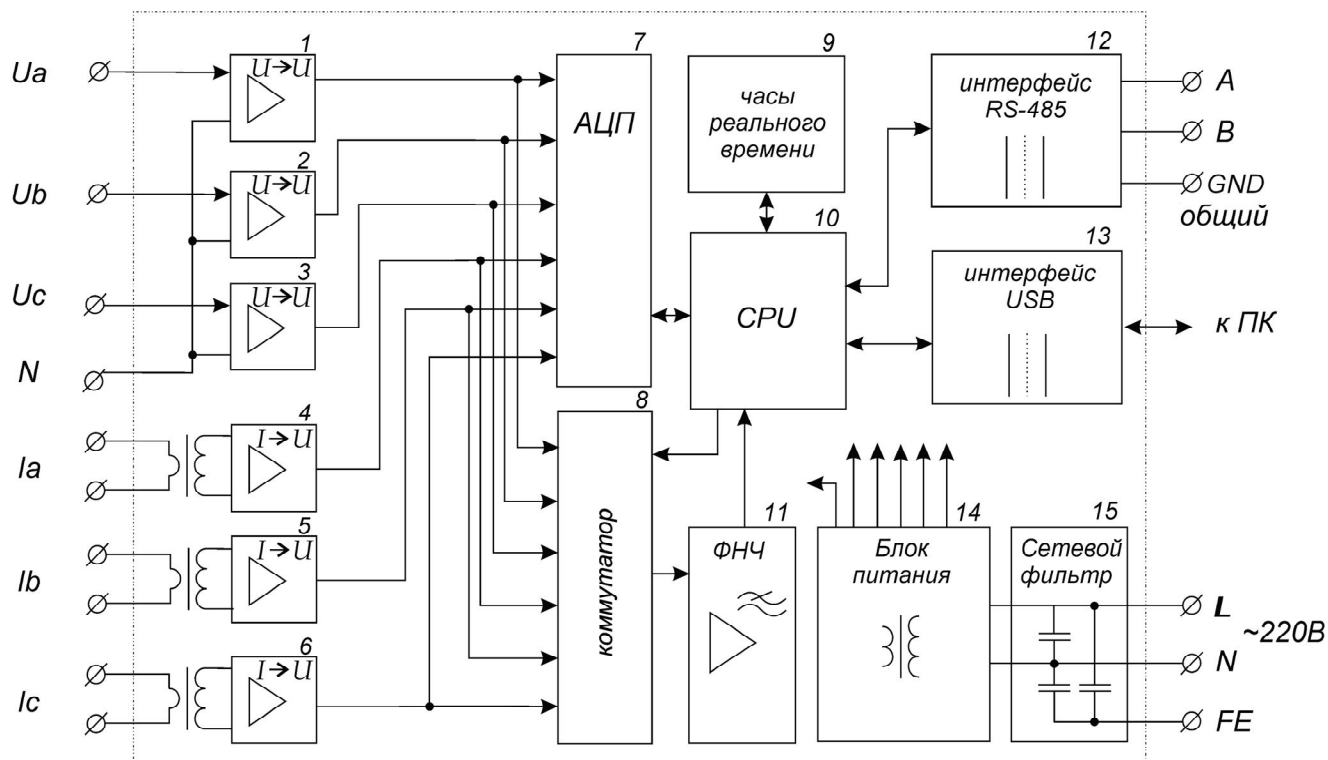 Ua
Ub
Uc
N
Ia
Ib
Ic
1
U→U
2
U→U
3
U→U
4
I→U
5
I→U
6
I→U
7
АЦП
8
коммутатор
9
часы
реального
времени
10
CPU
11
ФНЧ
12
интерфейс
RS-485
A
B
GND
общий
13
интерфейс
USB
к ПК
14
Блок
питания
15
Сетевой
фильтр
L
~220В
N
FE